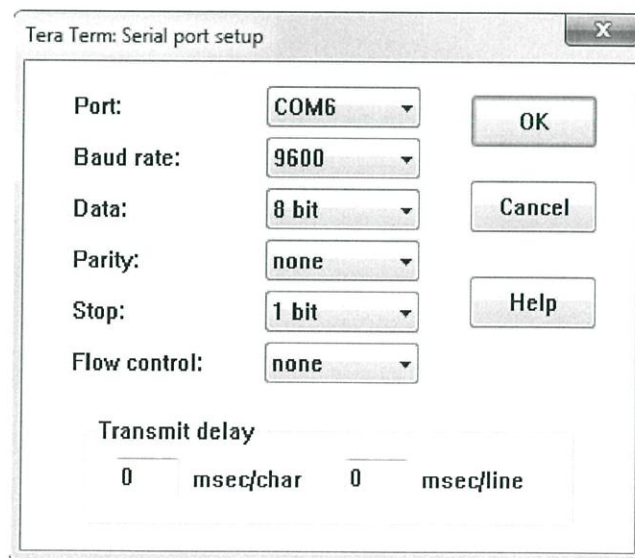 Tera Term: Serial port setup
Port: COM6
OK
Baud rate: 9600
Data: 8 bit
Cancel
Parity: none
Stop: 1 bit
Help
Flow control: none
Transmit delay
0 msec/char 0 msec/line